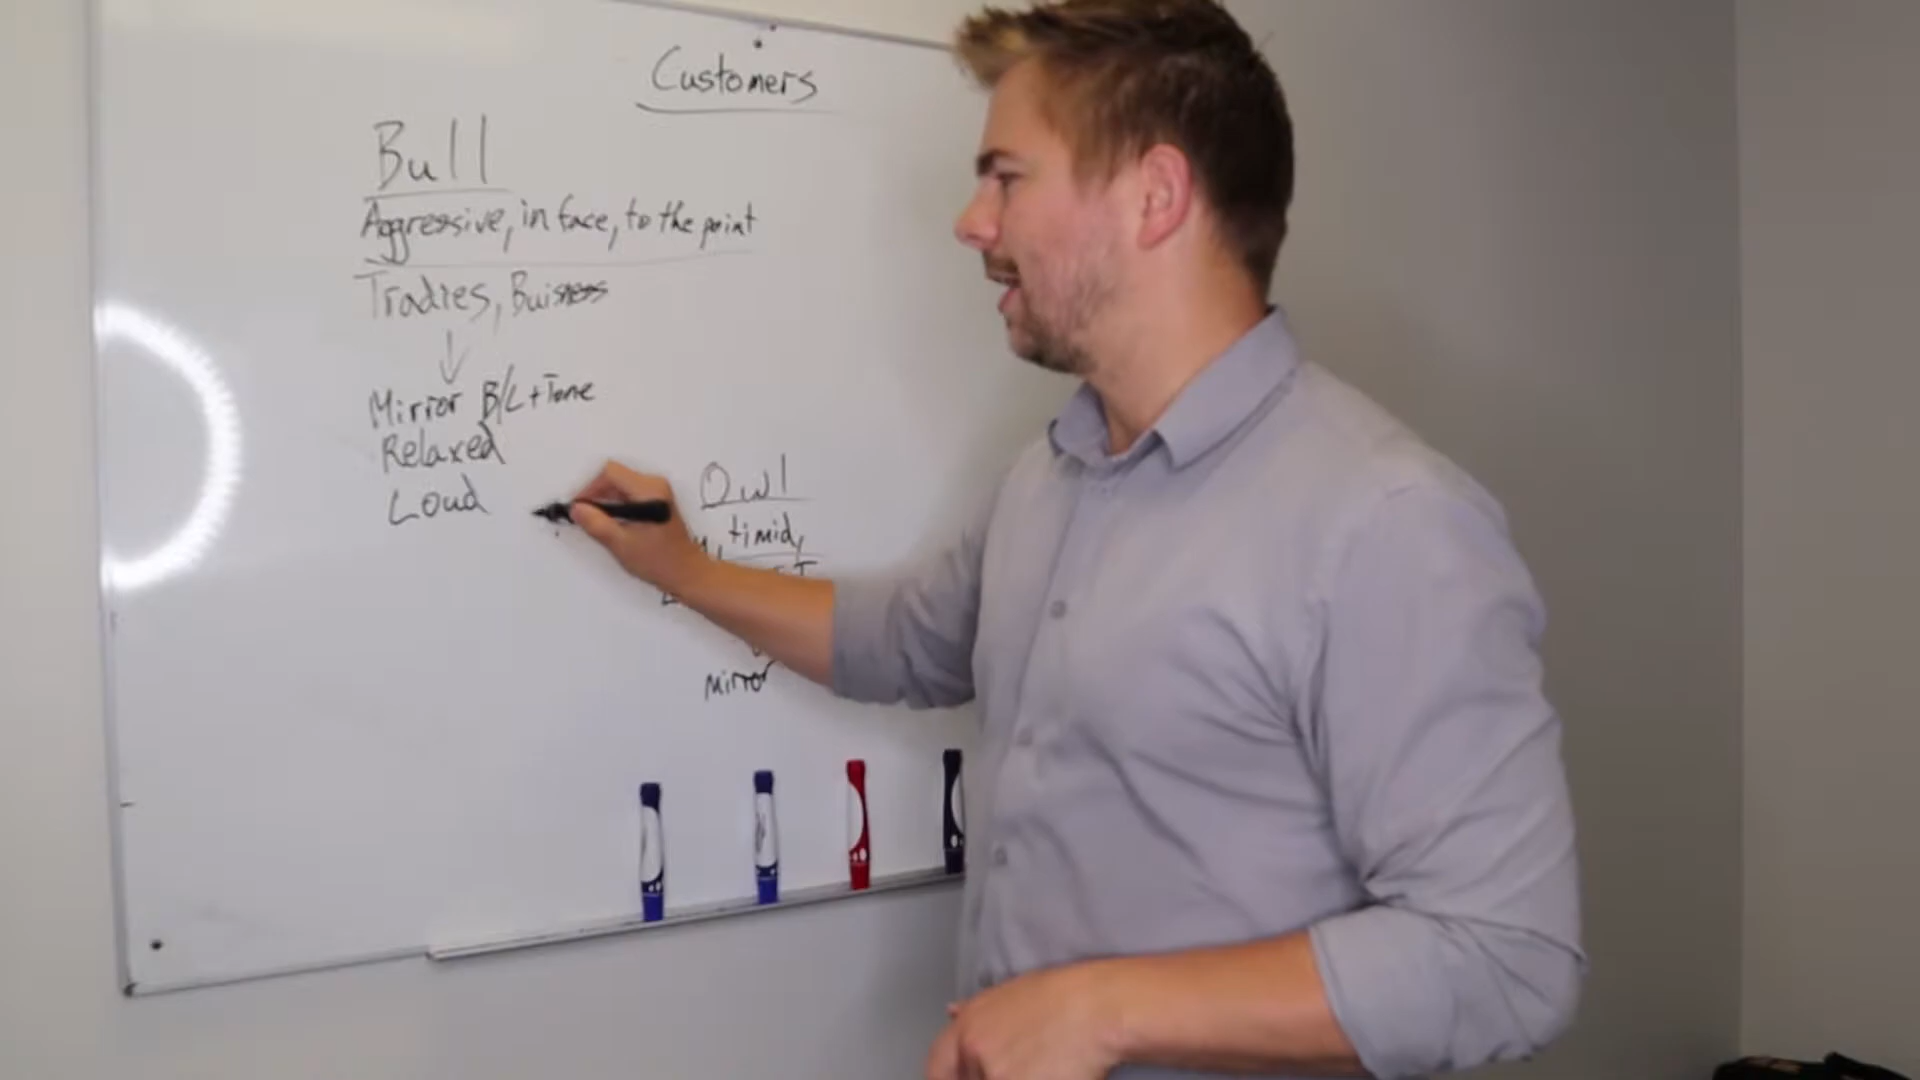 Customers
Bull
Aggressive, in face, to the point
Tradies, Buisness
Mirror B/L + Tone
Relaxed
Loud
Owl
timid,
mirror